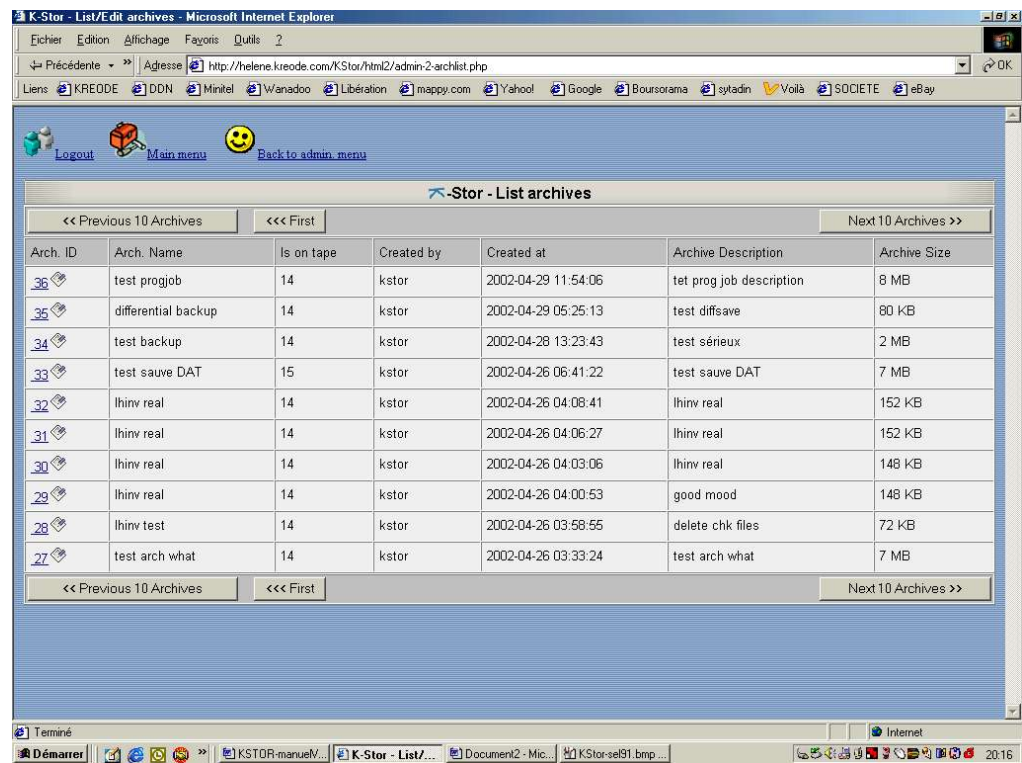 K-Stor - List/Edit archives - Microsoft Internet Explorer
Fichier Edition Affichage Favoris Outils ?
Précédente » Adresse http://helene.kreode.com/KStor/html2/admin-2-archlist.php OK
Liens KREODE DDN Minitel Wanadoo Libération mappy.com Yahoo! Google Boursorama sytadin Voilà SOCIETE eBay
Logout Main menu Back to admin. menu
K-Stor - List archives
<< Previous 10 Archives <<< First Next 10 Archives >>
Arch. ID Arch. Name Is on tape Created by Created at Archive Description Archive Size
36 test progjob 14 kstor 2002-04-29 11:54:06 tet prog job description 8 MB
35 differential backup 14 kstor 2002-04-29 05:25:13 test diffsave 80 KB
34 test backup 14 kstor 2002-04-28 13:23:43 test sérieux 2 MB
33 test sauve DAT 15 kstor 2002-04-26 06:41:22 test sauve DAT 7 MB
32 lhinv real 14 kstor 2002-04-26 04:08:41 lhinv real 152 KB
31 lhinv real 14 kstor 2002-04-26 04:06:27 lhinv real 152 KB
30 lhinv real 14 kstor 2002-04-26 04:03:06 lhinv real 148 KB
29 lhinv real 14 kstor 2002-04-26 04:00:53 good mood 148 KB
28 lhinv test 14 kstor 2002-04-26 03:58:55 delete chk files 72 KB
27 test arch what 14 kstor 2002-04-26 03:33:24 test arch what 7 MB
<< Previous 10 Archives <<< First Next 10 Archives >>
Terminé Internet
Démarrer » KSTOR-manuelV... K-Stor - List/... Document2 - Mic... KStor-sel91.bmp ... 20:16